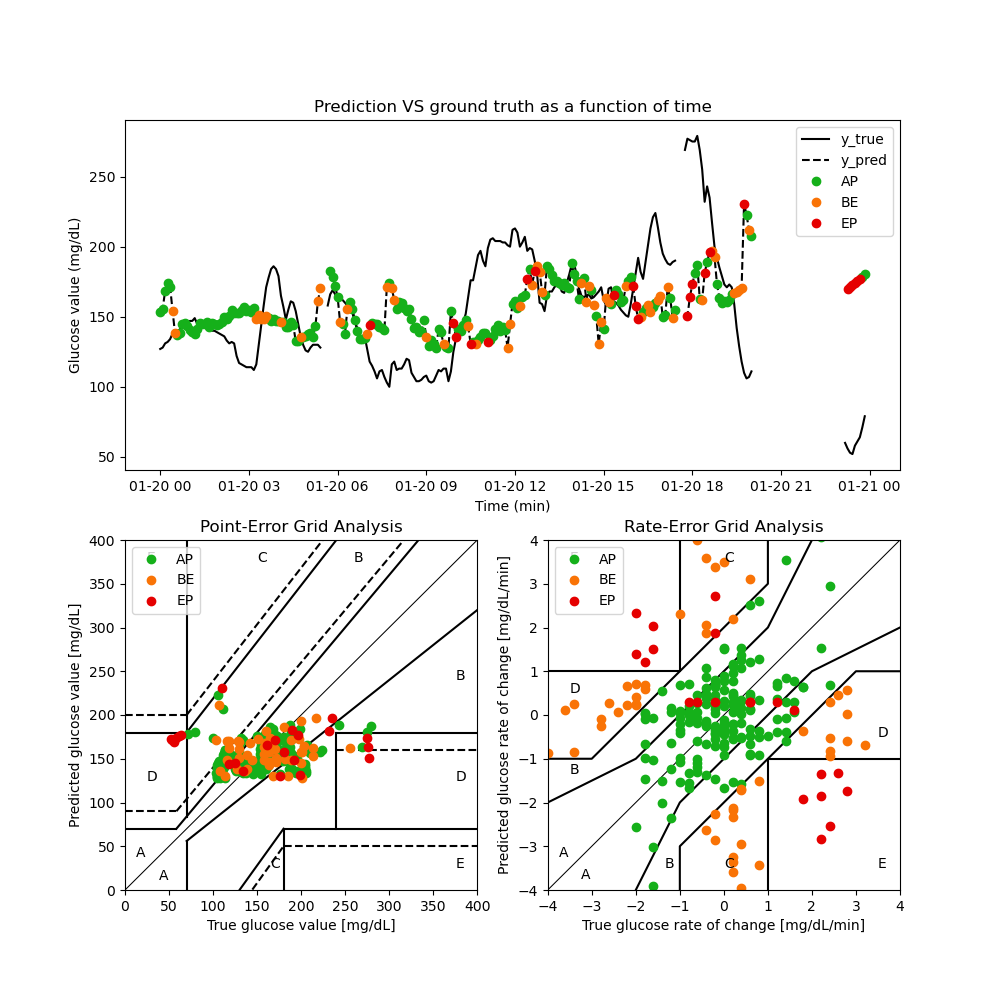 Prediction VS ground truth as a function of time
Glucose value (mg/dL)
250
200
150
100
50
y_true
y_pred
AP
BE
EP
01-20 00 01-20 03 01-20 06 01-20 09 01-20 12 01-20 15 01-20 18 01-20 21 01-21 00
Time (min)
Point-Error Grid Analysis
Predicted glucose value [mg/dL]
400
350
300
250
200
150
100
50
0
AP
BE
EP
C
B
B
D
D
A
A
C
E
0 50 100 150 200 250 300 350 400
True glucose value [mg/dL]
Rate-Error Grid Analysis
Predicted glucose rate of change [mg/dL/min]
4
3
2
1
0
−1
−2
−3
−4
AP
BE
EP
C
D
D
B
A
A
B
C
E
−4 −3 −2 −1 0 1 2 3 4
True glucose rate of change [mg/dL/min]